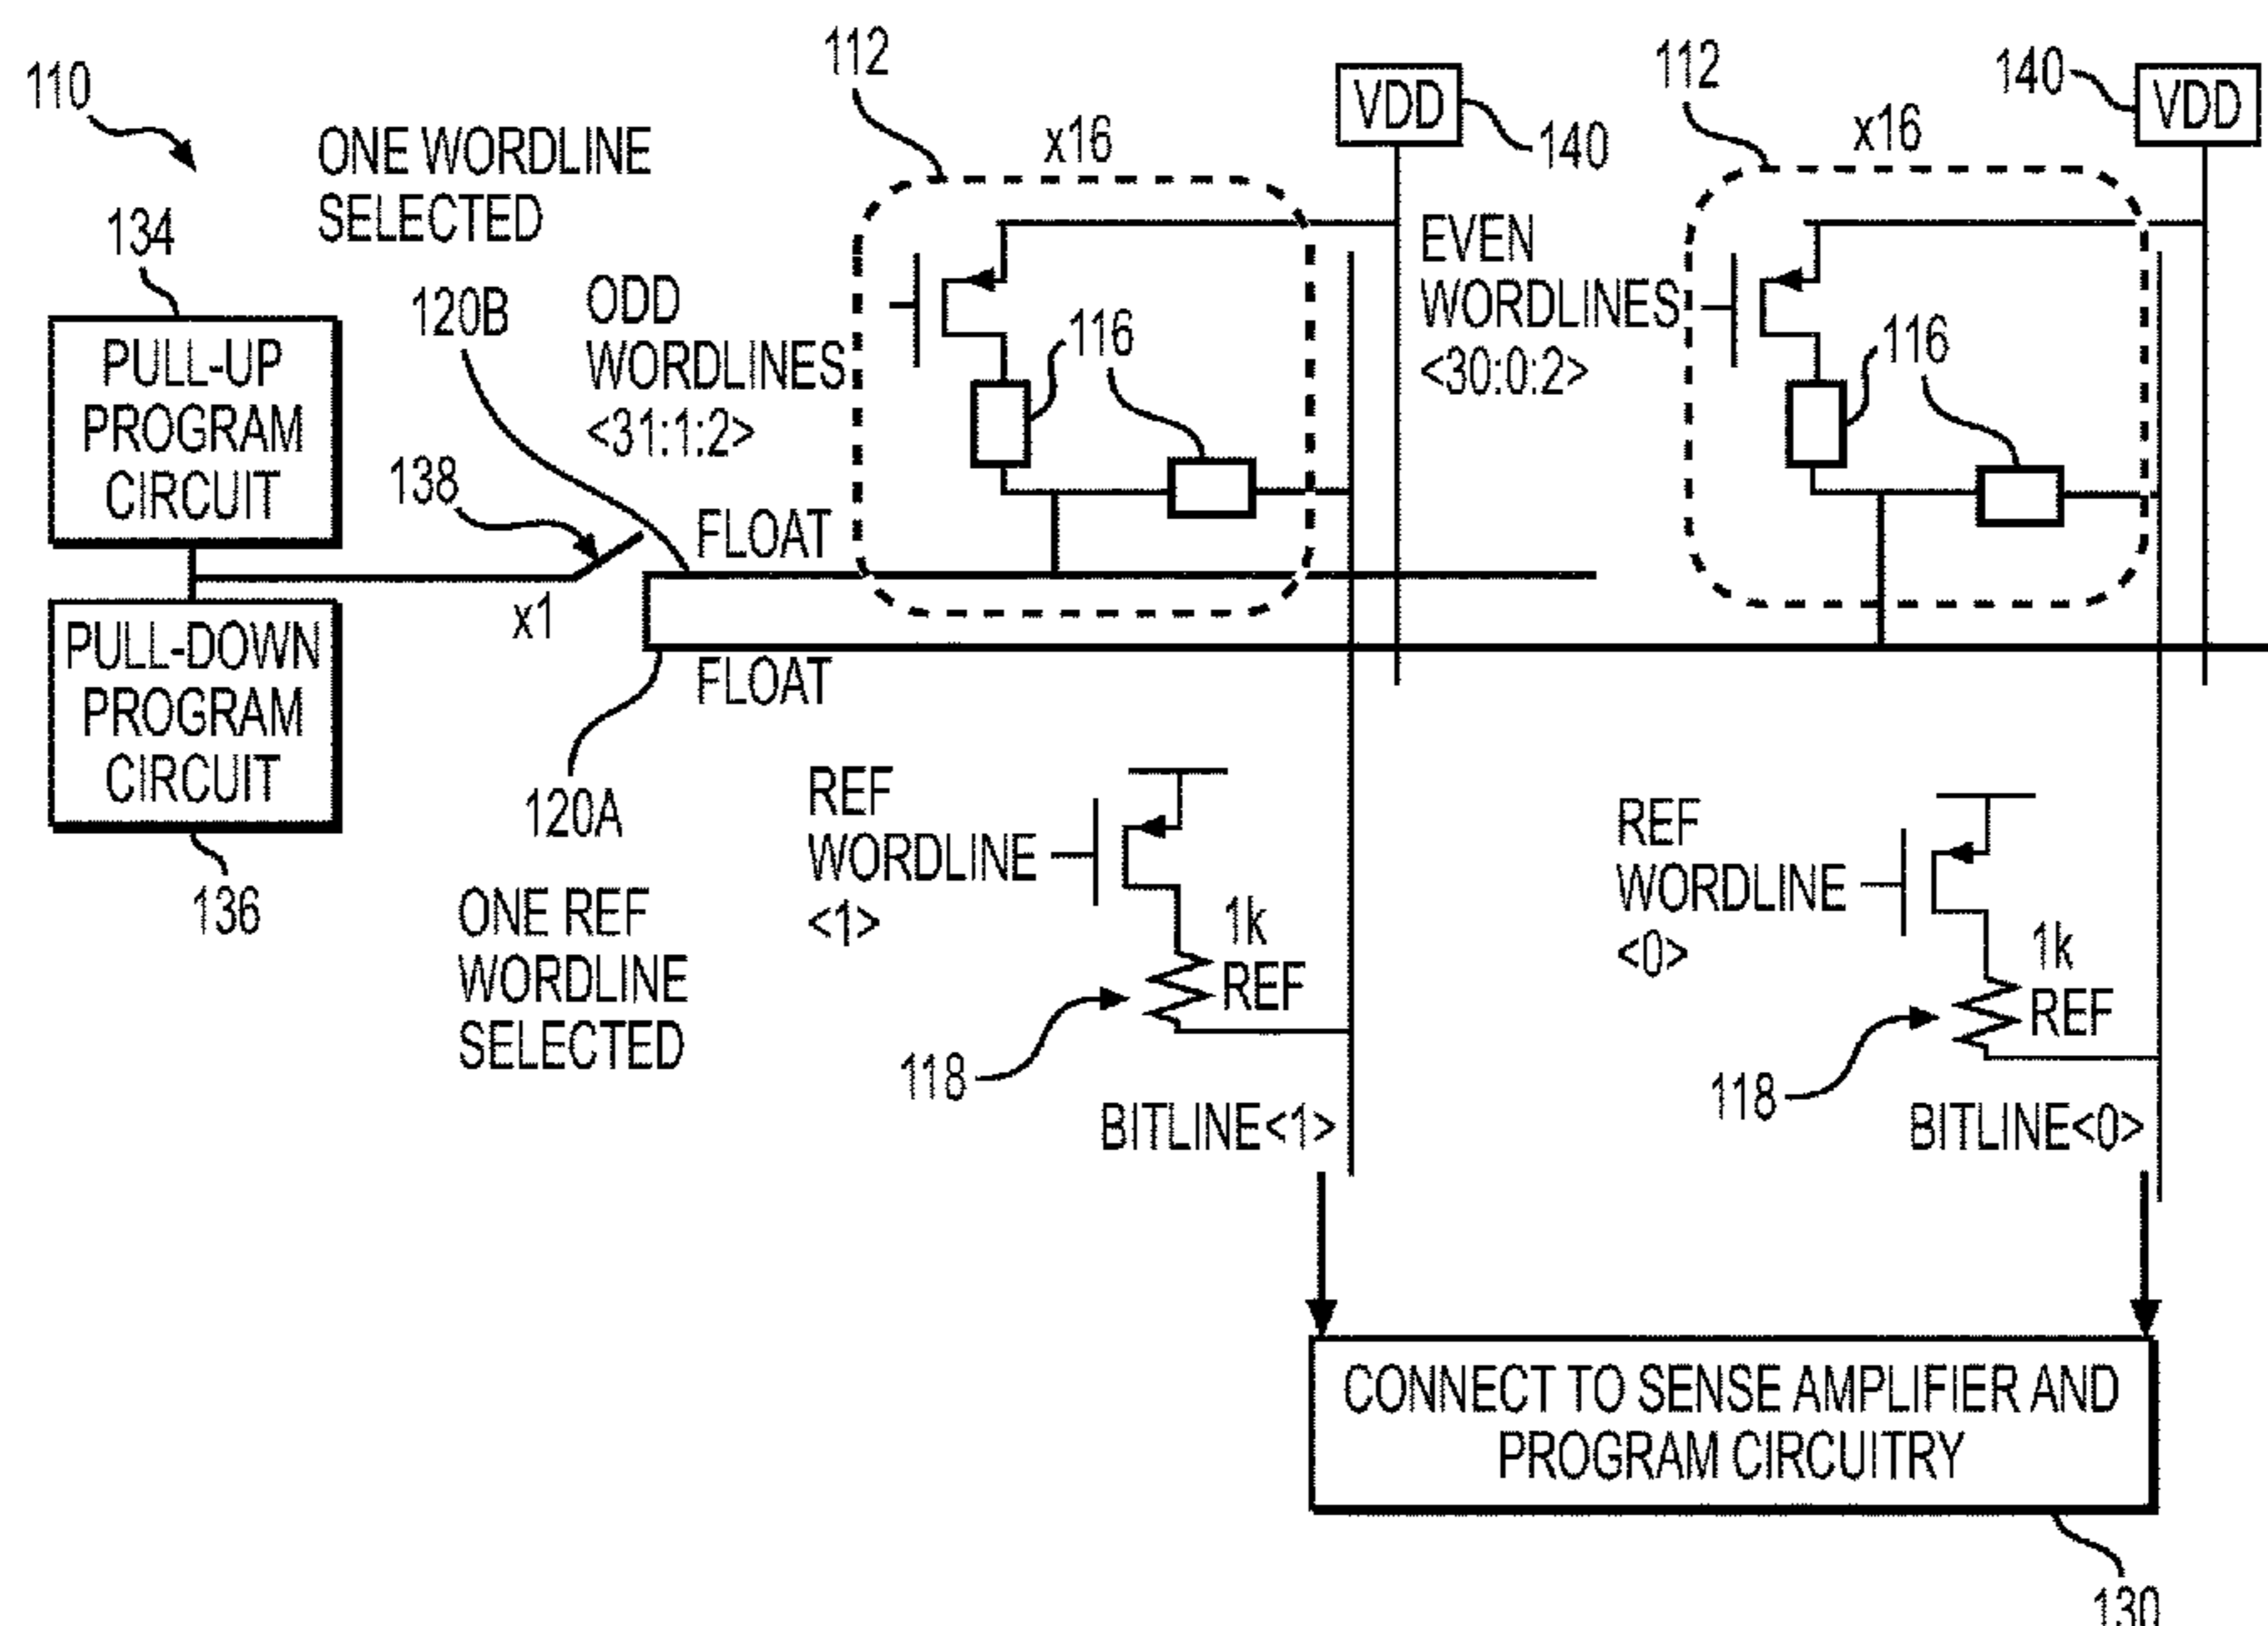 110
ONE WORDLINE
SELECTED
112
x16
VDD
140
112
x16
140
VDD
134
120B
ODD
WORDLINES
<31:1:2>
116
EVEN
WORDLINES
<30:0:2>
116
PULL-UP
PROGRAM
CIRCUIT
138
x1
FLOAT
FLOAT
PULL-DOWN
PROGRAM
CIRCUIT
136
120A
ONE REF
WORDLINE
SELECTED
REF
WORDLINE
<1>
1k
REF
118
BITLINE<1>
REF
WORDLINE
<0>
1k
REF
118
BITLINE<0>
CONNECT TO SENSE AMPLIFIER AND
PROGRAM CIRCUITRY
130